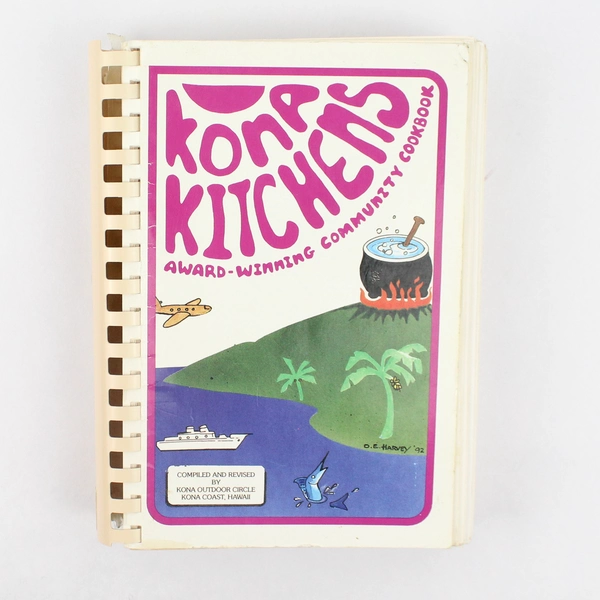 KONA
KITCHENS
AWARD-WINNING COMMUNITY COOKBOOK
O.E. HARVEY '92
COMPILED AND REVISED
BY
KONA OUTDOOR CIRCLE
KONA COAST, HAWAII